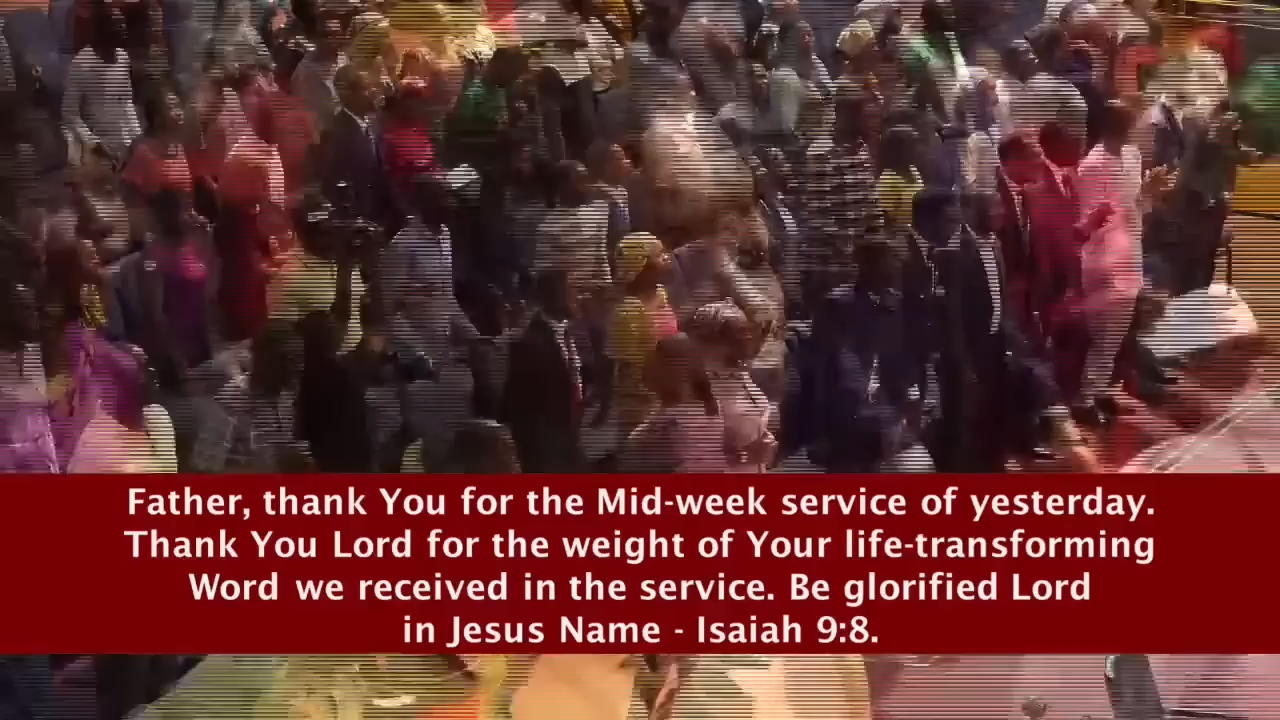 Father, thank You for the Mid-week service of yesterday.
Thank You Lord for the weight of Your life-transforming
Word we received in the service. Be glorified Lord
in Jesus Name - Isaiah 9:8.